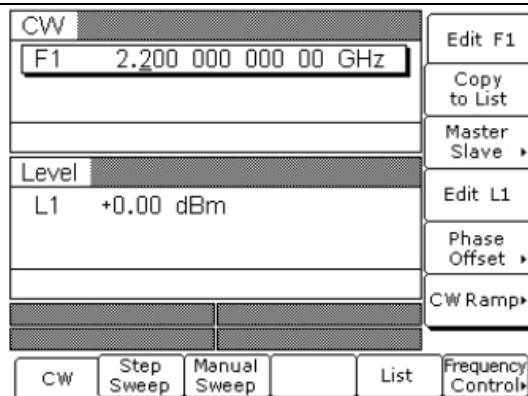 CW
F1 2.200 000 000 00 GHz
Level
L1 +0.00 dBm
Edit F1
Copy
to List
Master
Slave
Edit L1
Phase
Offset
CW Ramp
CW
Step
Sweep
Manual
Sweep
List
Frequency
Control